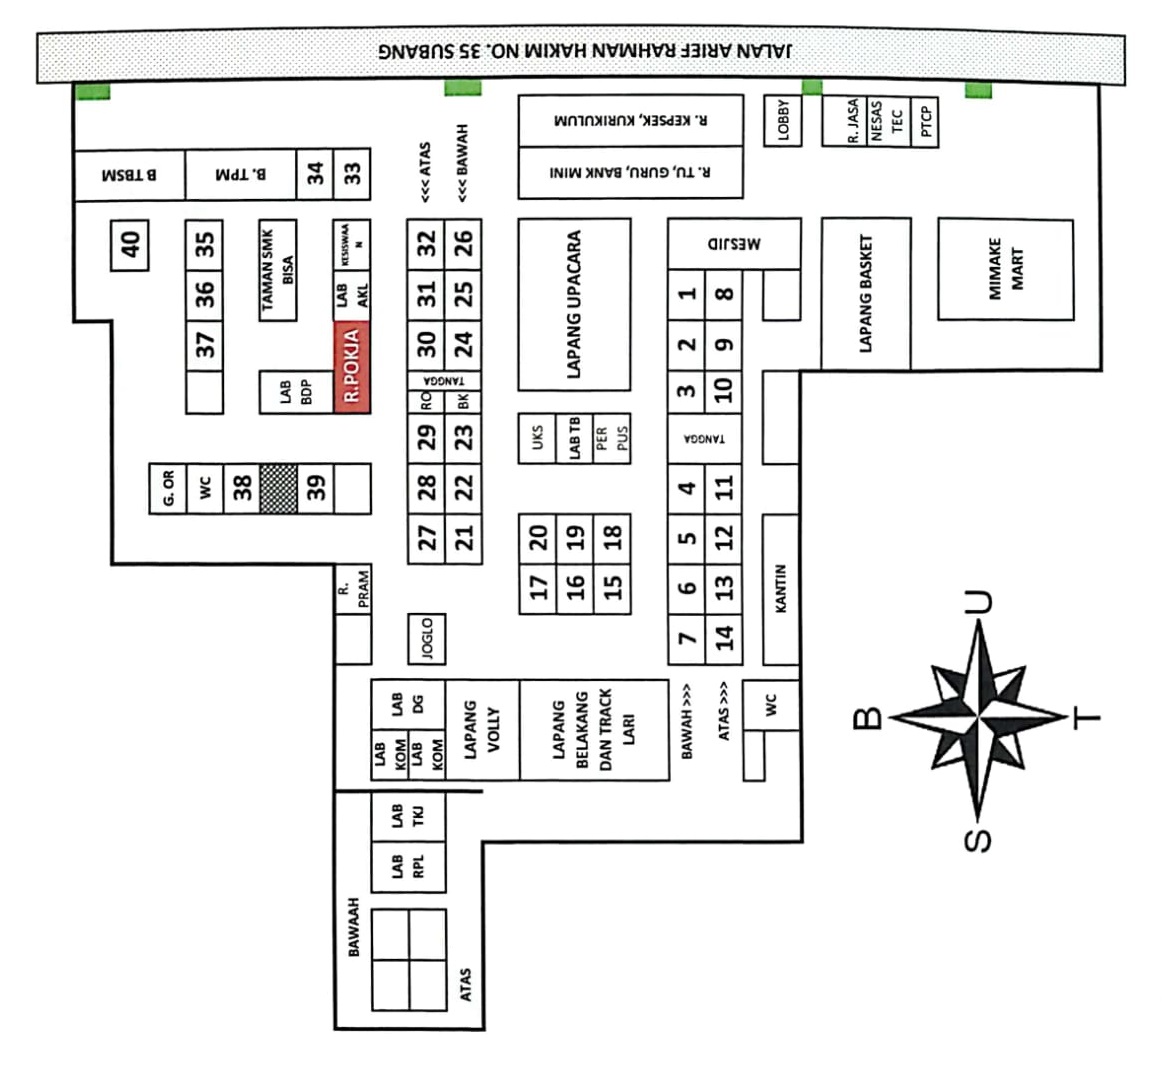 JALAN ARIEF RAHMAN HAKIM NO. 35 SUBANG
R. KEPSEK, KURIKULUM
R. TU, GURU, BANK MINI
LOBBY
R. JASA
NESAS
TEC
PTCP
B TBSM
B. TPM
34
33
<<< ATAS
<<< BAWAH
40
35
36
37
TAMAN SMK
BISA
KESISWAA
N
LAB
AKL
R.POKJA
LAB
BDP
32
26
31
25
30
24
TANGGA
RO
BK
29
23
28
22
27
21
LAPANG UPACARA
MESJID
LAPANG BASKET
MIMAKE
MART
1
8
2
9
3
10
TANGGA
4
11
5
12
6
13
7
14
UKS
LAB TB
PER
PUS
G. OR
WC
38
39
20
19
18
17
16
15
KANTIN
R.
PRAM
JOGLO
LAB
DG
LAB
KOM
LAB
KOM
LAPANG
VOLLY
LAPANG
BELAKANG
DAN TRACK
LARI
BAWAH >>>
ATAS >>>
WC
LAB
TKJ
LAB
RPL
BAWAAH
ATAS
U
B
T
S